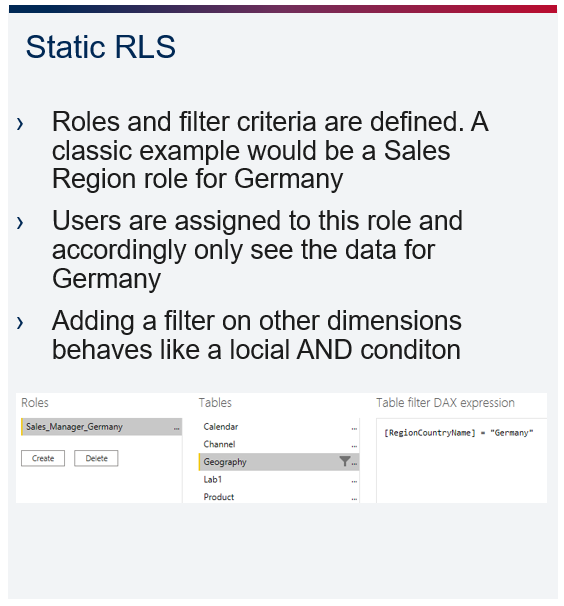 Static RLS
› Roles and filter criteria are defined. A
classic example would be a Sales
Region role for Germany
› Users are assigned to this role and
accordingly only see the data for
Germany
› Adding a filter on other dimensions
behaves like a locial AND conditon
Roles
Sales_Manager_Germany ...
Create Delete
Tables
Calendar ...
Channel ...
Geography ...
Lab1 ...
Product ...
Table filter DAX expression
[RegionCountryName] = "Germany"